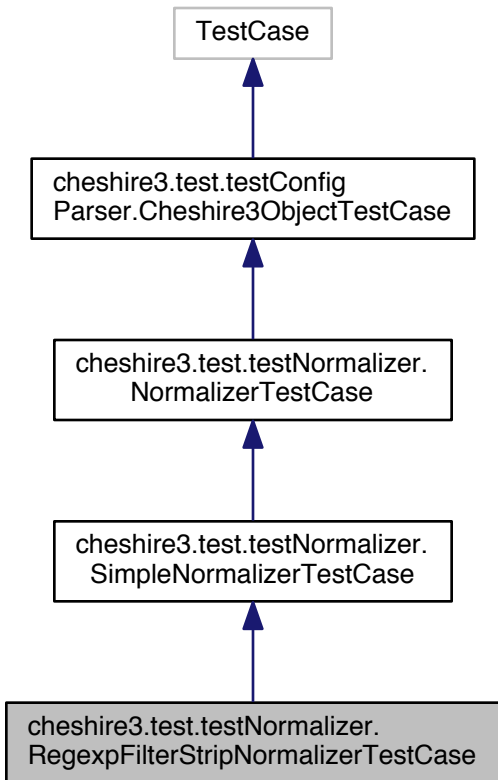 TestCase
cheshire3.test.testConfig
Parser.Cheshire3ObjectTestCase
cheshire3.test.testNormalizer.
NormalizerTestCase
cheshire3.test.testNormalizer.
SimpleNormalizerTestCase
cheshire3.test.testNormalizer.
RegexpFilterStripNormalizerTestCase